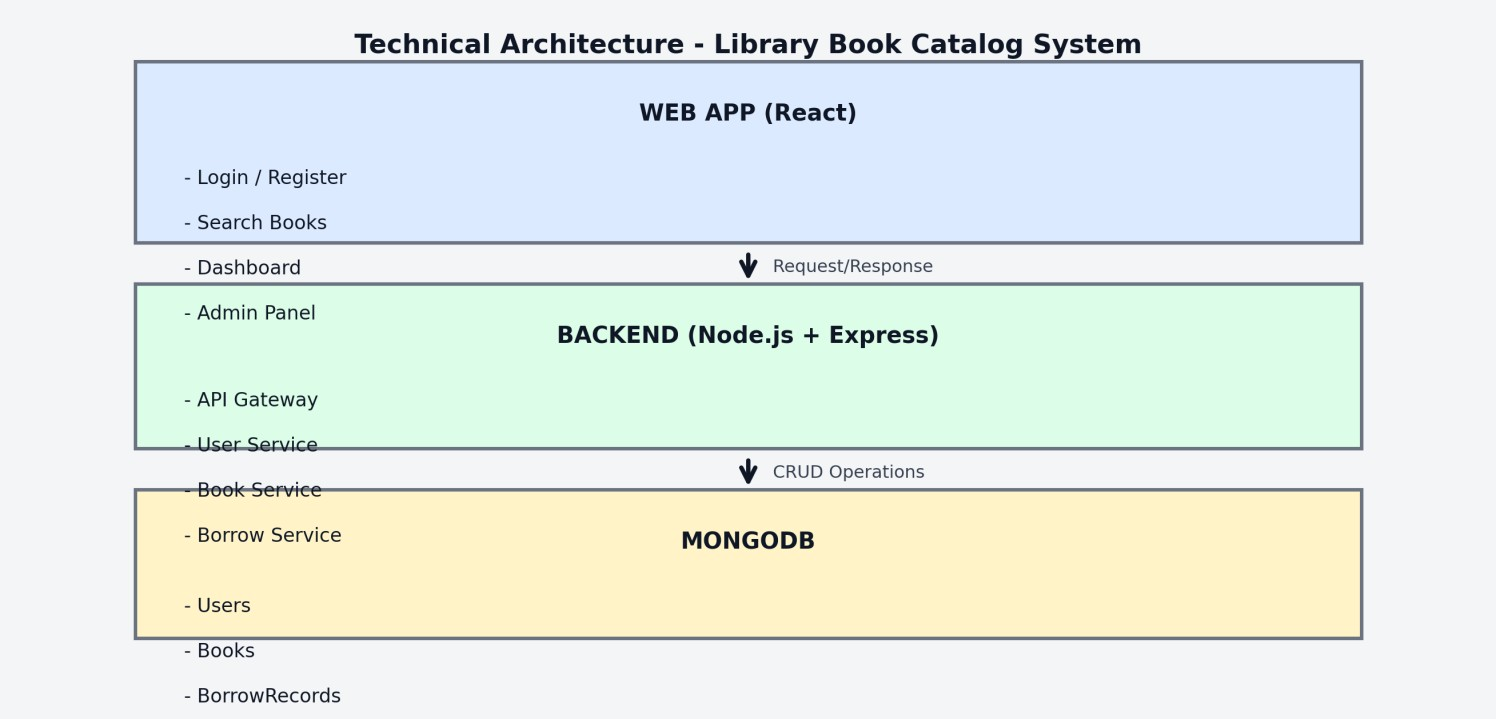 Technical Architecture - Library Book Catalog System
WEB APP (React)
- Login / Register
- Search Books
- Dashboard
- Admin Panel
Request/Response
BACKEND (Node.js + Express)
- API Gateway
- User Service
- Book Service
- Borrow Service
CRUD Operations
MONGODB
- Users
- Books
- BorrowRecords